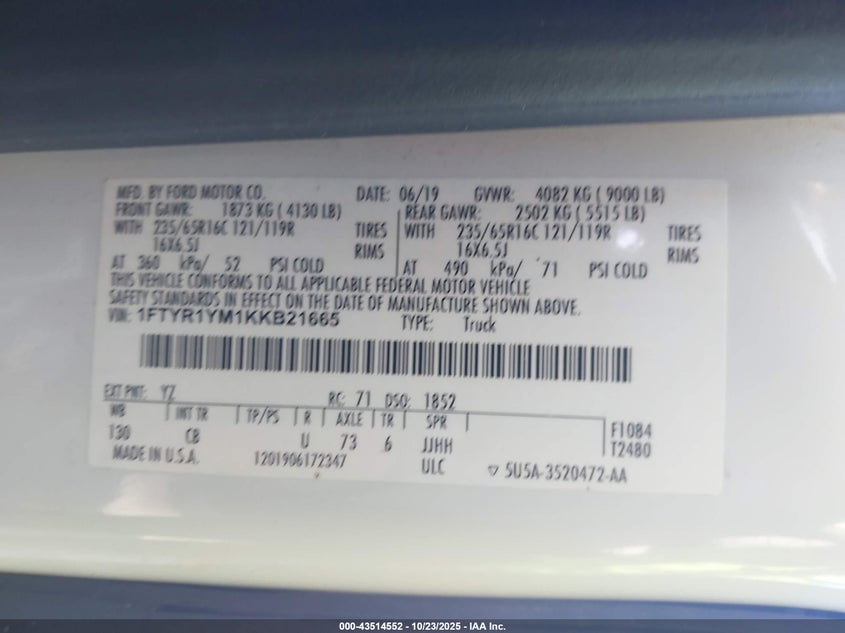 MFD. BY FORD MOTOR CO. DATE: 06/19 GVWR: 4082 KG ( 9000 LB)
FRONT GAWR: 1873 KG ( 4130 LB) REAR GAWR: 2502 KG ( 5515 LB)
WITH 235/65R16C 121/119R TIRES WITH 235/65R16C 121/119R TIRES
16X6.5J RIMS 16X6.5J RIMS
AT 360 kPa/ 52 PSI COLD AT 490 kPa/ 71 PSI COLD
THIS VEHICLE CONFORMS TO ALL APPLICABLE FEDERAL MOTOR VEHICLE
SAFETY STANDARDS IN EFFECT ON THE DATE OF MANUFACTURE SHOWN ABOVE.
VIN: 1FTYR1YM1KKB21665 TYPE: Truck
EXT PNT: YZ RC: 71 DSO: 1852
WB INT TR TP/PS R AXLE TR SPR F1084
130 CB U 73 6 JJHH T2480
MADE IN U.S.A. 1201906172347 ULC 5U5A-3520472-AA
000-43514552 - 10/23/2025 - IAA Inc.